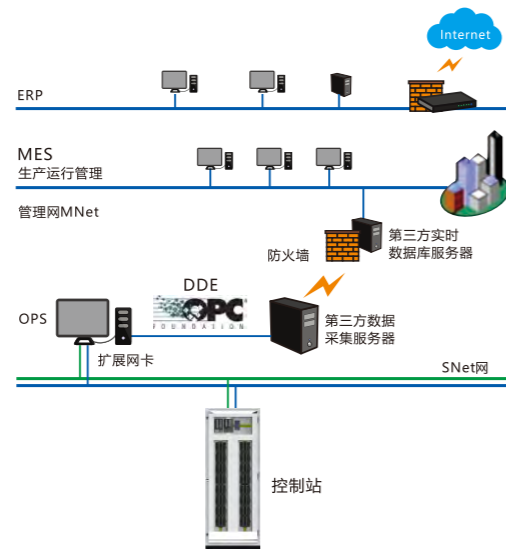 Internet
ERP
MES
生产运行管理
管理网MNet
第三方实时
数据库服务器
防火墙
DDE
OPC
FOUNDATION
OPS
第三方数据
采集服务器
扩展网卡
SNet网
控制站